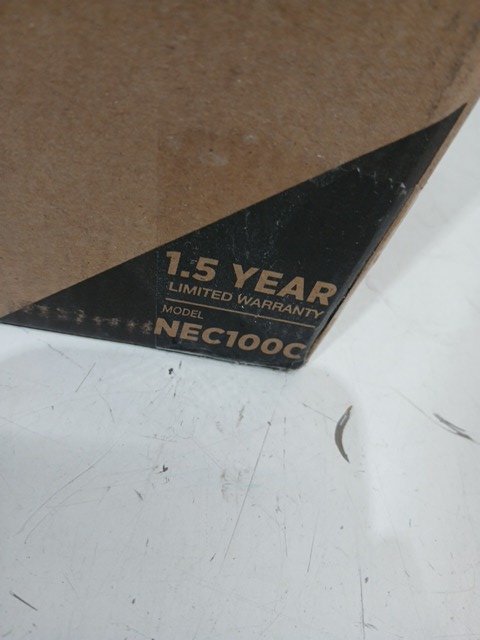 1.5 YEAR
LIMITED WARRANTY
MODEL
NEC100C